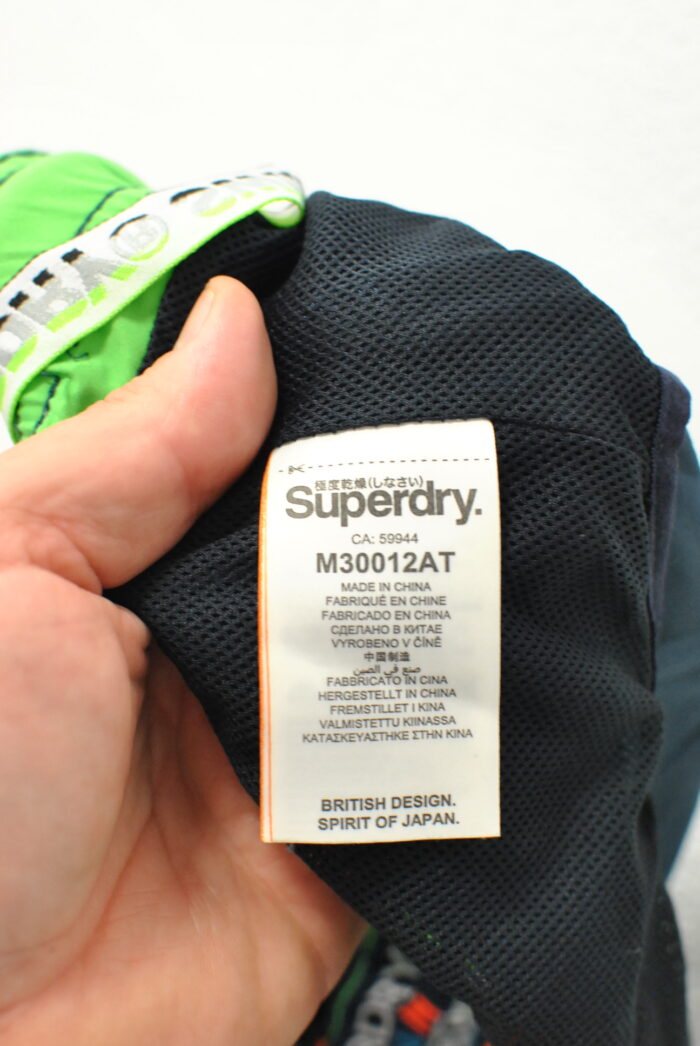 極度乾燥(しなさい)
Superdry.
CA: 59944
M30012AT
MADE IN CHINA
FABRIQUÉ EN CHINE
FABRICADO EN CHINA
СДЕЛАНО В КИТАЕ
VYROBENO V ČÍNĚ
中国制造
صنع في الصين
FABBRICATO IN CINA
HERGESTELLT IN CHINA
FREMSTILLET I KINA
VALMISTETTU KIINASSA
ΚΑΤΑΣΚΕΥΑΣΤΗΚΕ ΣΤΗΝ ΚΙΝΑ
BRITISH DESIGN.
SPIRIT OF JAPAN.